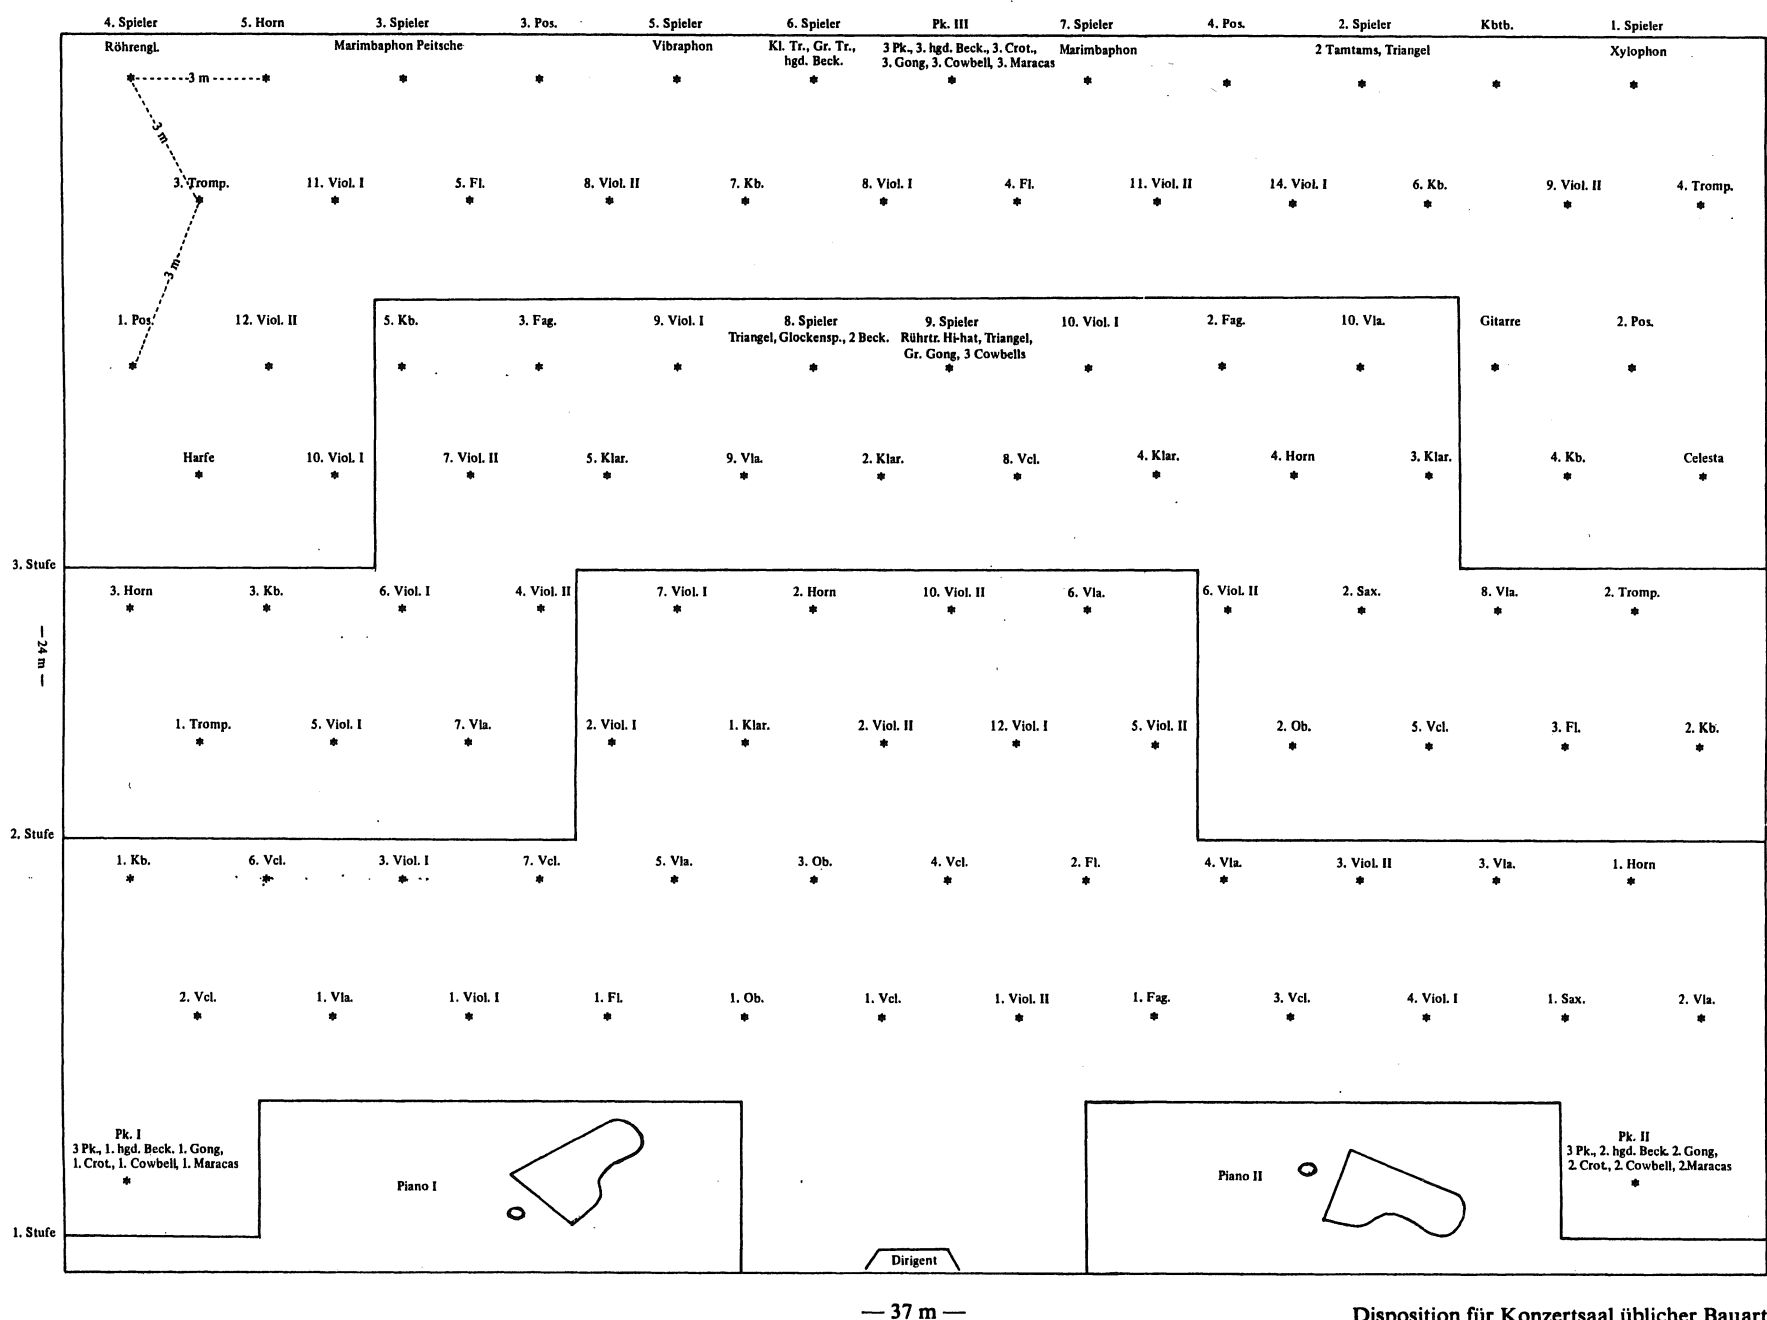 4. Spieler 5. Horn 3. Spieler 3. Pos. 5. Spieler 6. Spieler Pk. III 7. Spieler 4. Pos. 2. Spieler Kbtb. 1. Spieler
Röhrengl. Marimbaphon Peitsche Vibraphon Kl. Tr., Gr. Tr., 3 Pk., 3. hgd. Beck., 3. Crot., Marimbaphon 2 Tamtams, Triangel Xylophon
hgd. Beck. 3. Gong, 3. Cowbell, 3. Maracas
3 m
3 m
3. Tromp. 11. Viol. I 5. Fl. 8. Viol. II 7. Kb. 8. Viol. I 4. Fl. 11. Viol. II 14. Viol. I 6. Kb. 9. Viol. II 4. Tromp.
3 m
1. Pos. 12. Viol. II 5. Kb. 3. Fag. 9. Viol. I 8. Spieler 9. Spieler 10. Viol. I 2. Fag. 10. Vla. Gitarre 2. Pos.
Triangel, Glockensp., 2 Beck. Rührtr. Hi-hat, Triangel,
Gr. Gong, 3 Cowbells
Harfe 10. Viol. I 7. Viol. II 5. Klar. 9. Vla. 2. Klar. 8. Vcl. 4. Klar. 4. Horn 3. Klar. 4. Kb. Celesta
3. Stufe
3. Horn 3. Kb. 6. Viol. I 4. Viol. II 7. Viol. I 2. Horn 10. Viol. II 6. Vla. 6. Viol. II 2. Sax. 8. Vla. 2. Tromp.
— 24 m —
1. Tromp. 5. Viol. I 7. Vla. 2. Viol. I 1. Klar. 2. Viol. II 12. Viol. I 5. Viol. II 2. Ob. 5. Vcl. 3. Fl. 2. Kb.
2. Stufe
1. Kb. 6. Vcl. 3. Viol. I 7. Vcl. 5. Vla. 3. Ob. 4. Vcl. 2. Fl. 4. Vla. 3. Viol. II 3. Vla. 1. Horn
2. Vcl. 1. Vla. 1. Viol. I 1. Fl. 1. Ob. 1. Vcl. 1. Viol. II 1. Fag. 3. Vcl. 4. Viol. I 1. Sax. 2. Vla.
Pk. I Pk. II
3 Pk., 1. hgd. Beck. 1. Gong, 3 Pk., 2. hgd. Beck. 2. Gong,
1. Crot., 1. Cowbell, 1. Maracas 2. Crot., 2. Cowbell, 2.Maracas
Piano I Piano II
1. Stufe
Dirigent
— 37 m —
Disposition für Konzertsaal üblicher Bauart